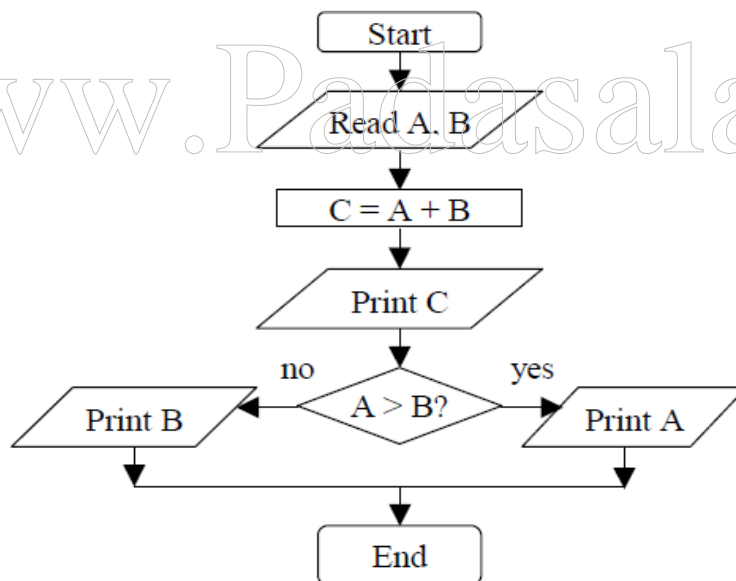 Start
www.Padasala
Read A, B
C = A + B
Print C
no
yes
Print B
A > B?
Print A
End